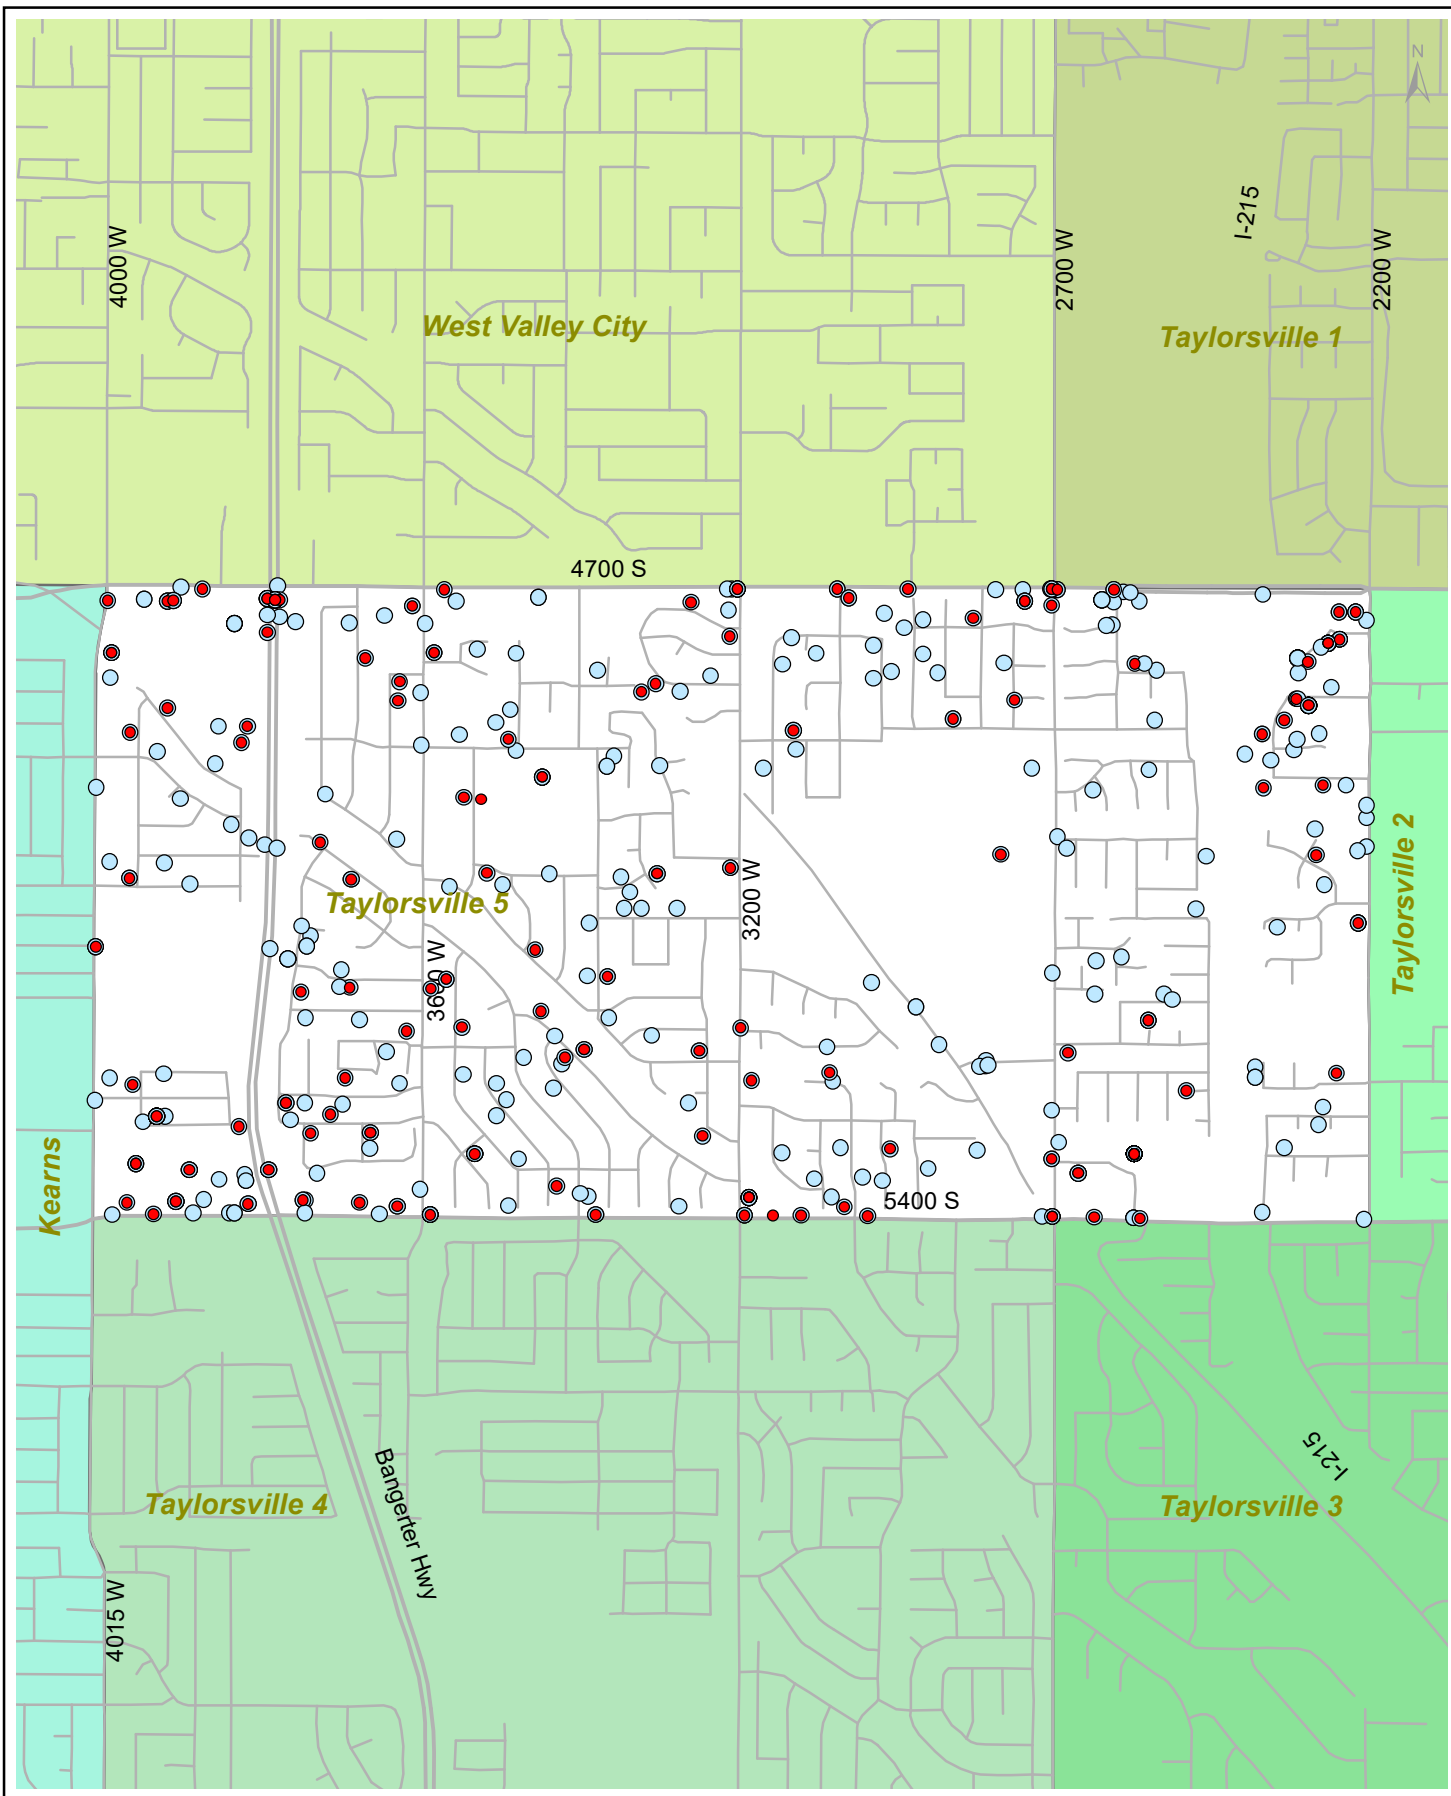 N
I-215
4000 W
2700 W
2200 W
West Valley City
Taylorsville 1
4700 S
Taylorsville 2
3200 W
Taylorsville 5
3600 W
Kearns
5400 S
I-215
Taylorsville 4
Taylorsville 3
Bangerter Hwy
4015 W